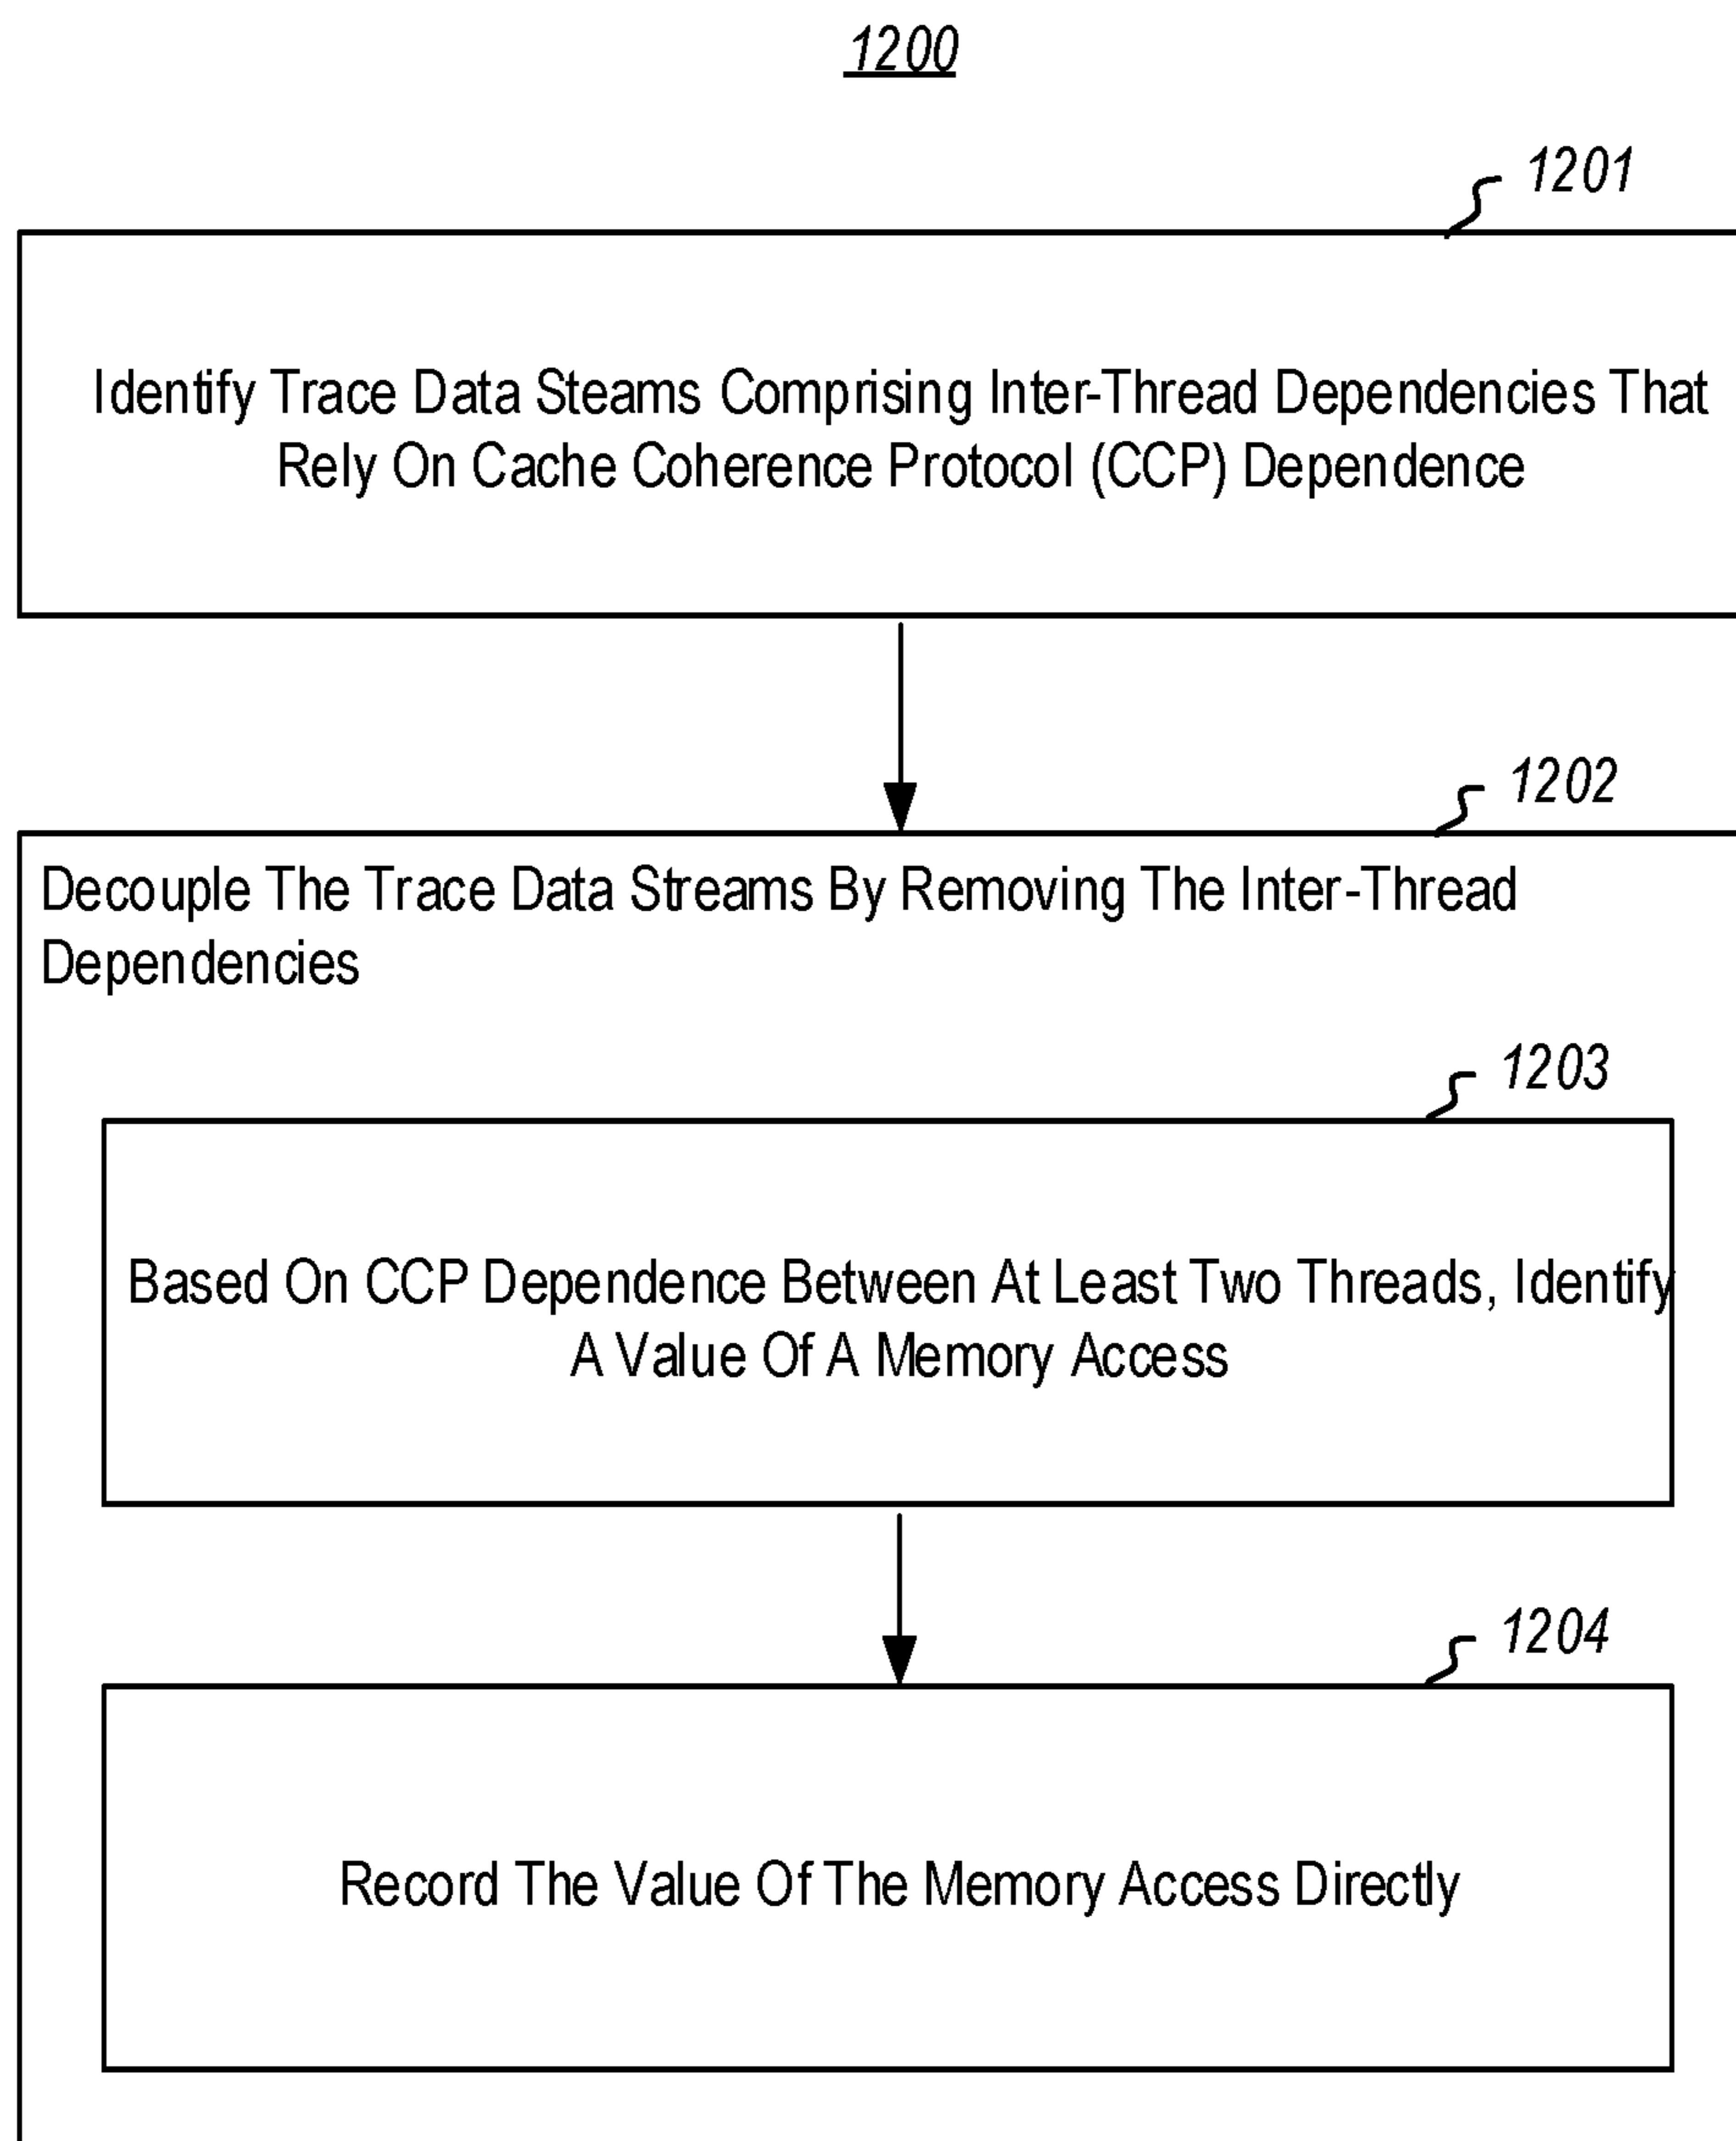 1200
1201
Identify Trace Data Steams Comprising Inter-Thread Dependencies That
Rely On Cache Coherence Protocol (CCP) Dependence
1202
Decouple The Trace Data Streams By Removing The Inter-Thread
Dependencies
1203
Based On CCP Dependence Between At Least Two Threads, Identify
A Value Of A Memory Access
1204
Record The Value Of The Memory Access Directly